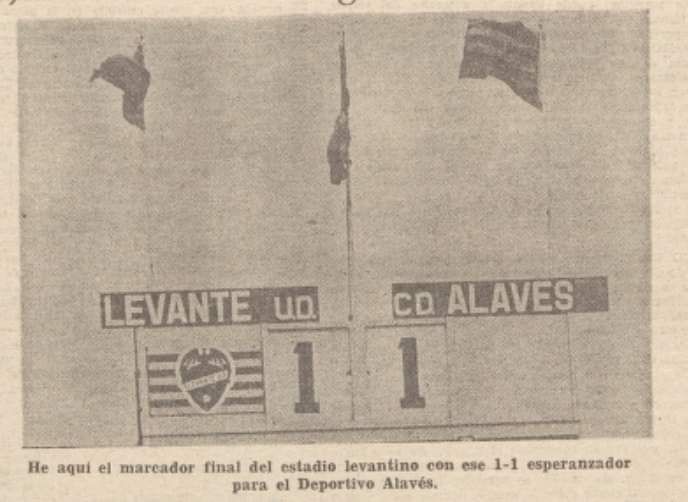 LEVANTE U.D. C.D. ALAVES
1 1
He aquí el marcador final del estadio levantino con ese 1-1 esperanzador
para el Deportivo Alavés.